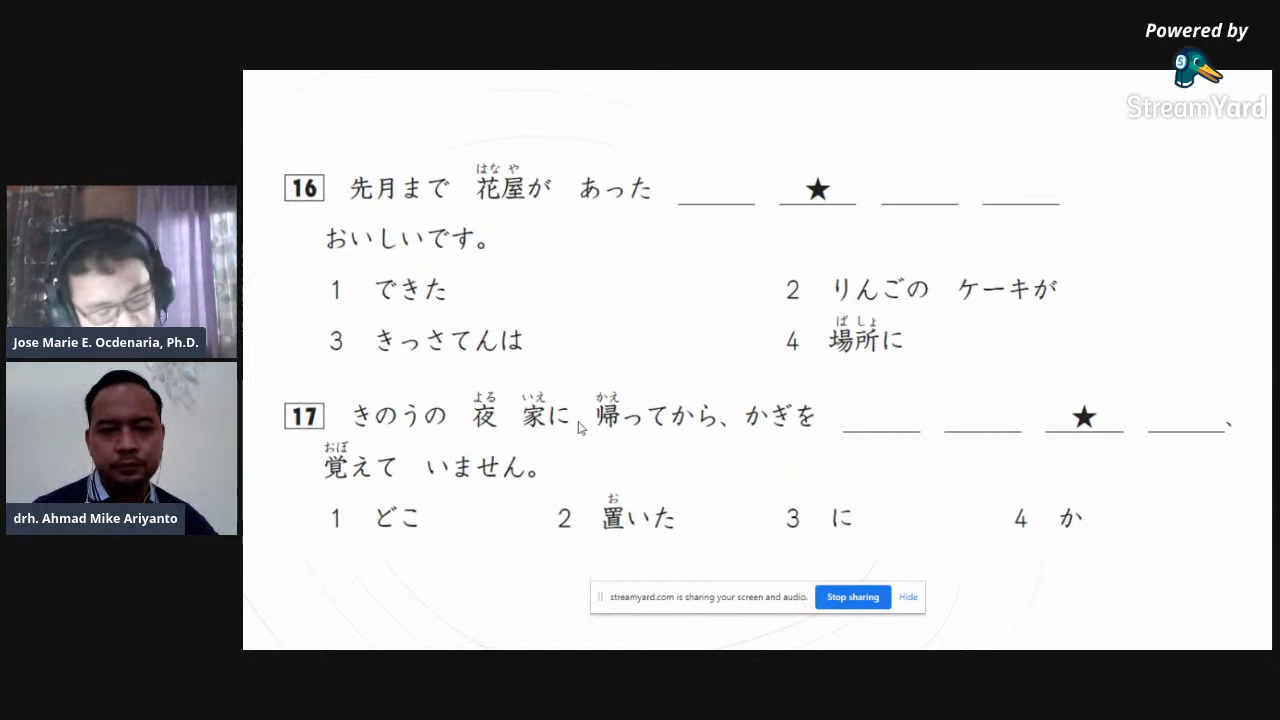 Powered by
StreamYard
はな や
16 先月まで 花屋が あった ____ __★__ ____ ____
おいしいです。
1 できた 2 りんごの ケーキが
ば しょ
3 きっさてんは 4 場所に
よる いえ かえ
17 きのうの 夜 家に 帰ってから、かぎを ____ ____ __★__ ____、
おぼ
覚えて いません。
お
1 どこ 2 置いた 3 に 4 か
Jose Marie E. Ocdenaria, Ph.D.
drh. Ahmad Mike Ariyanto
streamyard.com is sharing your screen and audio. Stop sharing Hide